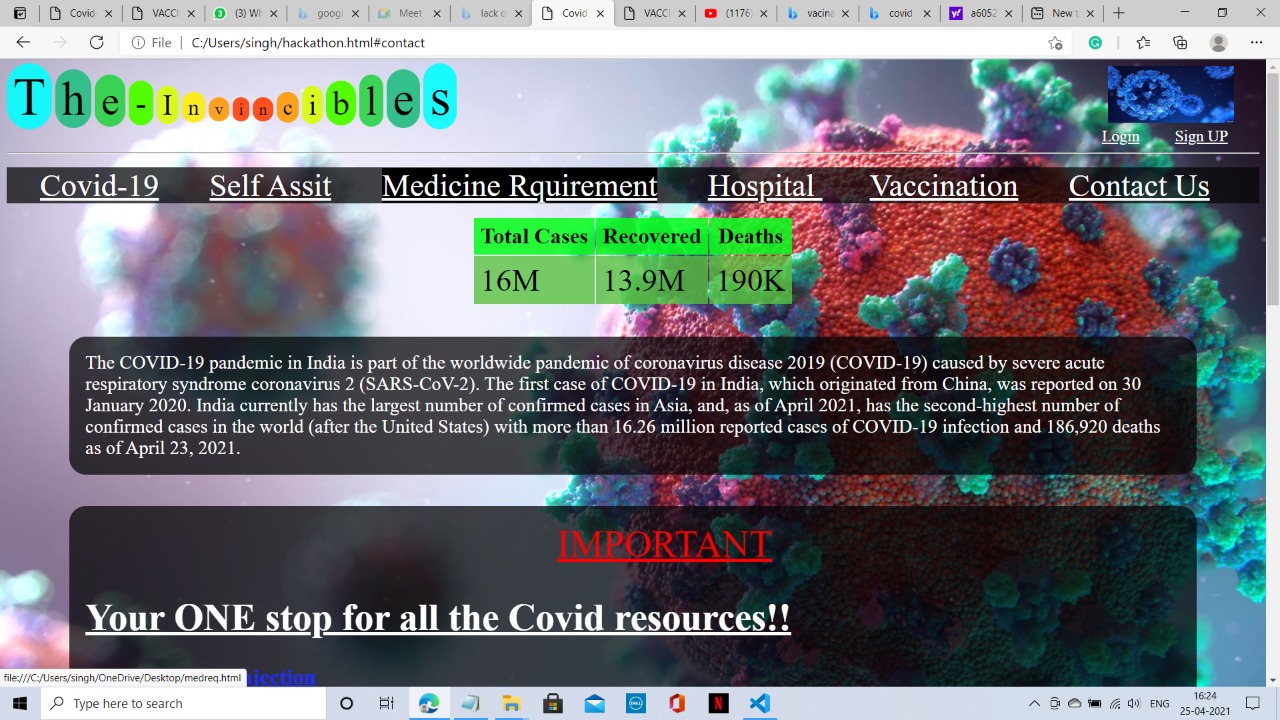 Covid
VACC
(3) W
goog
Meet
lack c
Covid
VACC
(1176
vaccina
covid
a6052
New t
File
C:/Users/singh/hackathon.html#contact
The-Invincibles
Login Sign UP
Covid-19 Self Assit Medicine Rquirement Hospital Vaccination Contact Us
Total Cases Recovered Deaths
16M 13.9M 190K
The COVID-19 pandemic in India is part of the worldwide pandemic of coronavirus disease 2019 (COVID-19) caused by severe acute
respiratory syndrome coronavirus 2 (SARS-CoV-2). The first case of COVID-19 in India, which originated from China, was reported on 30
January 2020. India currently has the largest number of confirmed cases in Asia, and, as of April 2021, has the second-highest number of
confirmed cases in the world (after the United States) with more than 16.26 million reported cases of COVID-19 infection and 186,920 deaths
as of April 23, 2021.
IMPORTANT
Your ONE stop for all the Covid resources!!
file:///C:/Users/singh/OneDrive/Desktop/medreq.html
Type here to search
ENG
16:24
25-04-2021